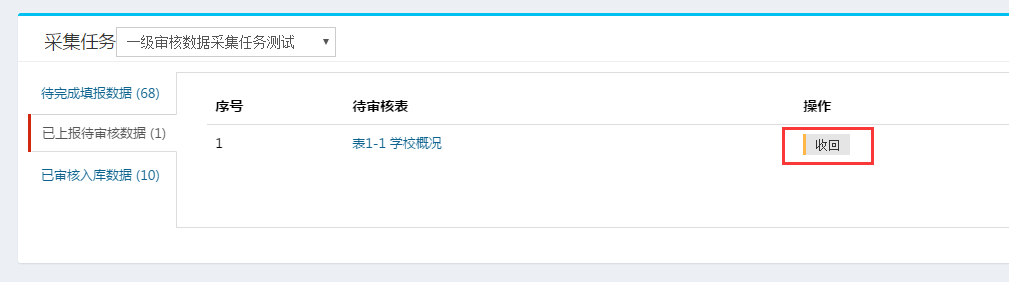 采集任务 一级审核数据采集任务测试
待完成填报数据 (68)
已上报待审核数据 (1)
已审核入库数据 (10)
序号 待审核表 操作
1 表1-1 学校概况 收回